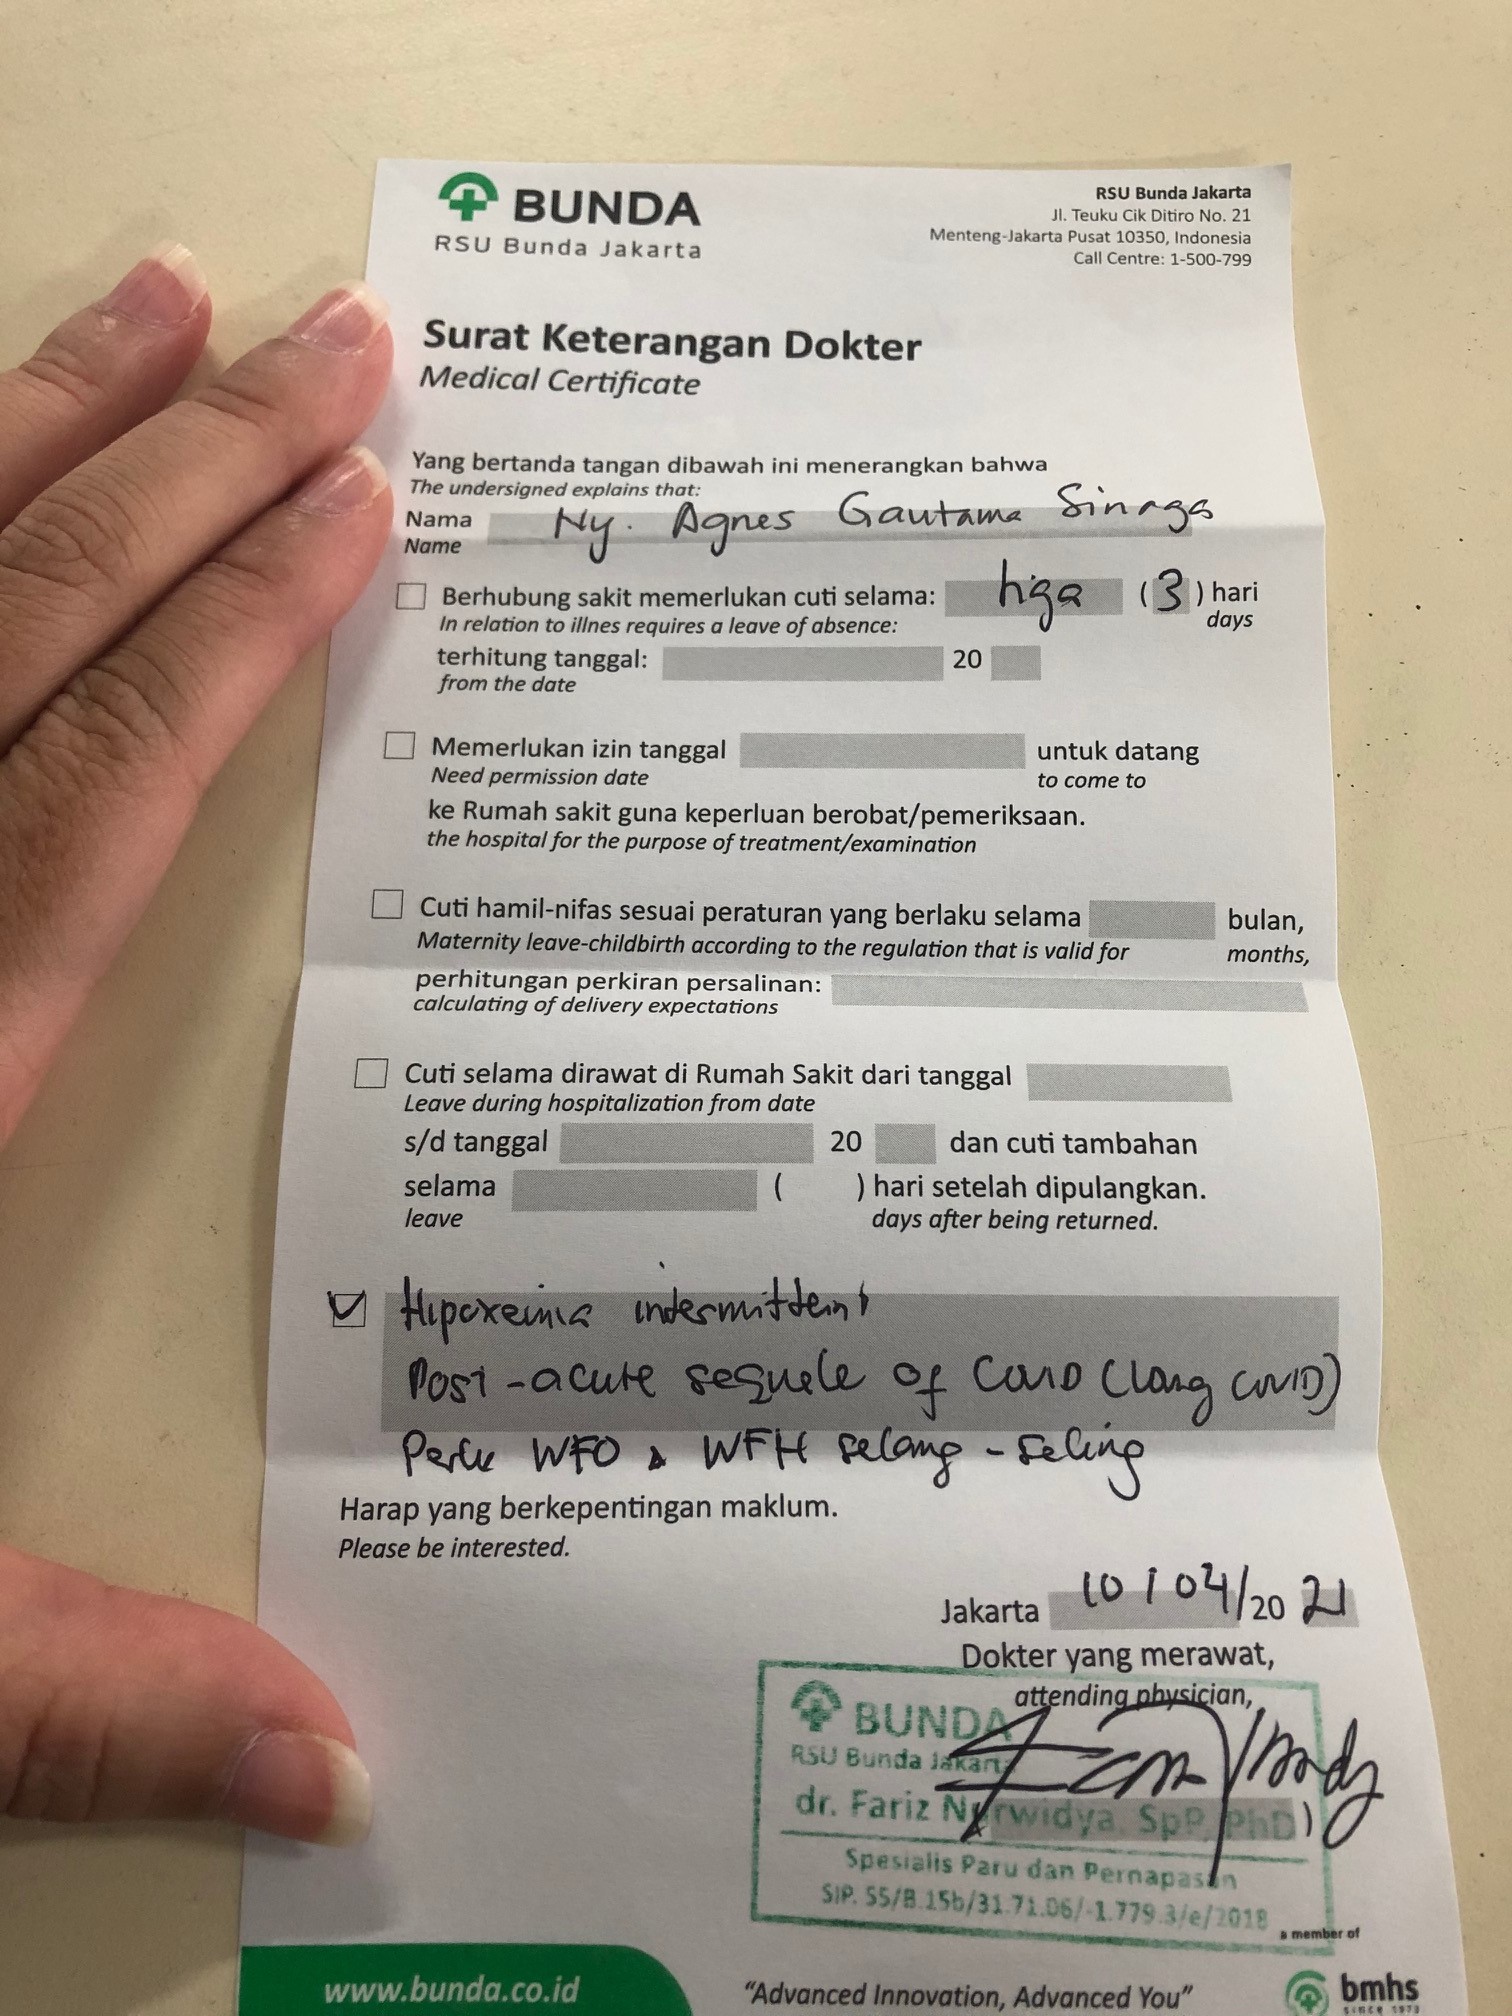 BUNDA
RSU Bunda Jakarta
RSU Bunda Jakarta
Jl. Teuku Cik Ditiro No. 21
Menteng-Jakarta Pusat 10350, Indonesia
Call Centre: 1-500-799
Surat Keterangan Dokter
Medical Certificate
Yang bertanda tangan dibawah ini menerangkan bahwa
The undersigned explains that:
Nama Ny. Agnes Gautama Sinaga
Name
Berhubung sakit memerlukan cuti selama: tiga (3) hari
In relation to illnes requires a leave of absence: days
terhitung tanggal: 20
from the date
Memerlukan izin tanggal untuk datang
Need permission date to come to
ke Rumah sakit guna keperluan berobat/pemeriksaan.
the hospital for the purpose of treatment/examination
Cuti hamil-nifas sesuai peraturan yang berlaku selama bulan,
Maternity leave-childbirth according to the regulation that is valid for months,
perhitungan perkiran persalinan:
calculating of delivery expectations
Cuti selama dirawat di Rumah Sakit dari tanggal
Leave during hospitalization from date
s/d tanggal 20 dan cuti tambahan
selama ( ) hari setelah dipulangkan.
leave days after being returned.
Hipoxemia intermittent
Post-acute sequele of Covid (long covid)
Perlu WFO & WFH selang-seling
Harap yang berkepentingan maklum.
Please be interested.
Jakarta 10/04/20 21
Dokter yang merawat,
attending physician,
BUNDA
RSU Bunda Jakarta
dr. Fariz Nurwidya. SpP, PhD)
Spesialis Paru dan Pernapasan
SIP. 55/B.15b/31.71.06/-1.779.3/e/2018
a member of
www.bunda.co.id
"Advanced Innovation, Advanced You"
bmhs
SINCE 1973